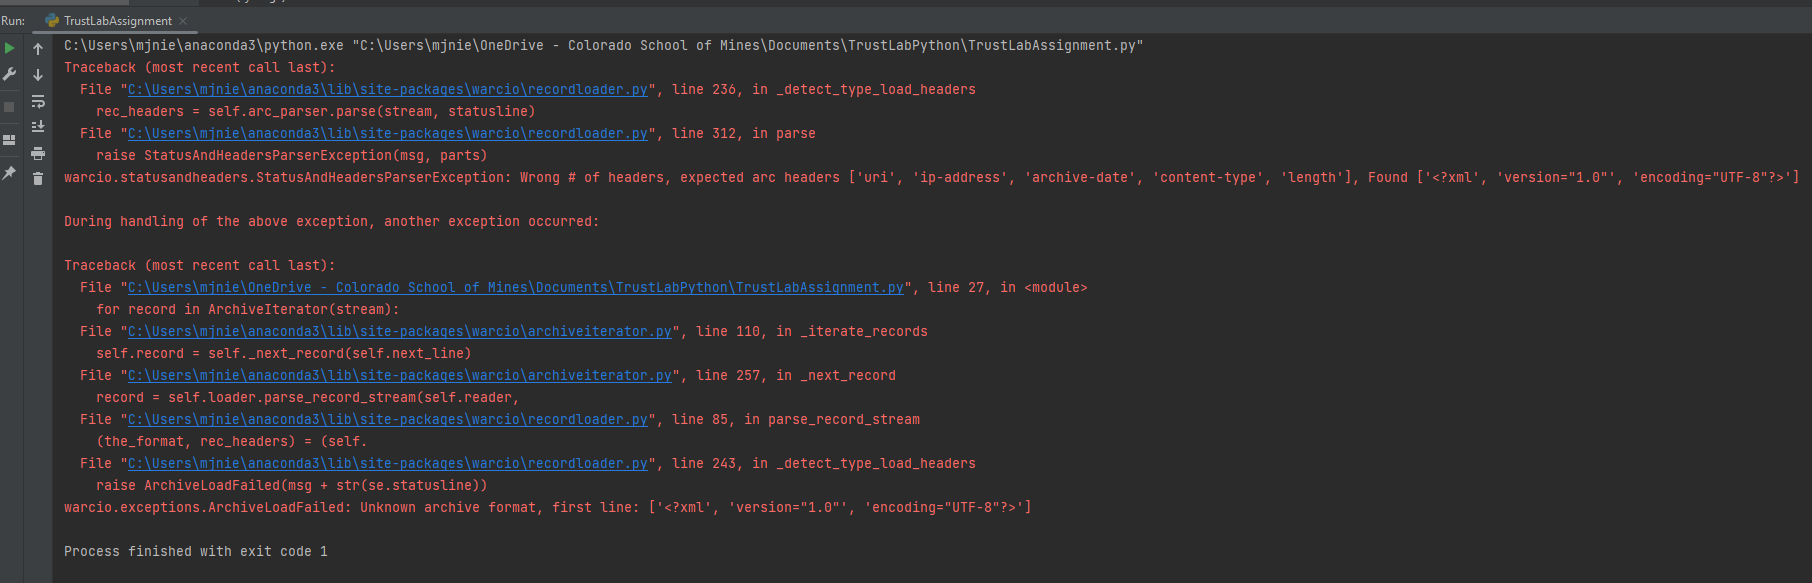 Run: TrustLabAssignment
C:\Users\mjnie\anaconda3\python.exe "C:\Users\mjnie\OneDrive - Colorado School of Mines\Documents\TrustLabPython\TrustLabAssignment.py"
Traceback (most recent call last):
  File "C:\Users\mjnie\anaconda3\lib\site-packages\warcio\recordloader.py", line 236, in _detect_type_load_headers
    rec_headers = self.arc_parser.parse(stream, statusline)
  File "C:\Users\mjnie\anaconda3\lib\site-packages\warcio\recordloader.py", line 312, in parse
    raise StatusAndHeadersParserException(msg, parts)
warcio.statusandheaders.StatusAndHeadersParserException: Wrong # of headers, expected arc headers ['uri', 'ip-address', 'archive-date', 'content-type', 'length'], Found ['<?xml', 'version="1.0"', 'encoding="UTF-8"?>']
During handling of the above exception, another exception occurred:
Traceback (most recent call last):
  File "C:\Users\mjnie\OneDrive - Colorado School of Mines\Documents\TrustLabPython\TrustLabAssignment.py", line 27, in <module>
    for record in ArchiveIterator(stream):
  File "C:\Users\mjnie\anaconda3\lib\site-packages\warcio\archiveiterator.py", line 110, in _iterate_records
    self.record = self._next_record(self.next_line)
  File "C:\Users\mjnie\anaconda3\lib\site-packages\warcio\archiveiterator.py", line 257, in _next_record
    record = self.loader.parse_record_stream(self.reader,
  File "C:\Users\mjnie\anaconda3\lib\site-packages\warcio\recordloader.py", line 85, in parse_record_stream
    (the_format, rec_headers) = (self.
  File "C:\Users\mjnie\anaconda3\lib\site-packages\warcio\recordloader.py", line 243, in _detect_type_load_headers
    raise ArchiveLoadFailed(msg + str(se.statusline))
warcio.exceptions.ArchiveLoadFailed: Unknown archive format, first line: ['<?xml', 'version="1.0"', 'encoding="UTF-8"?>']
Process finished with exit code 1